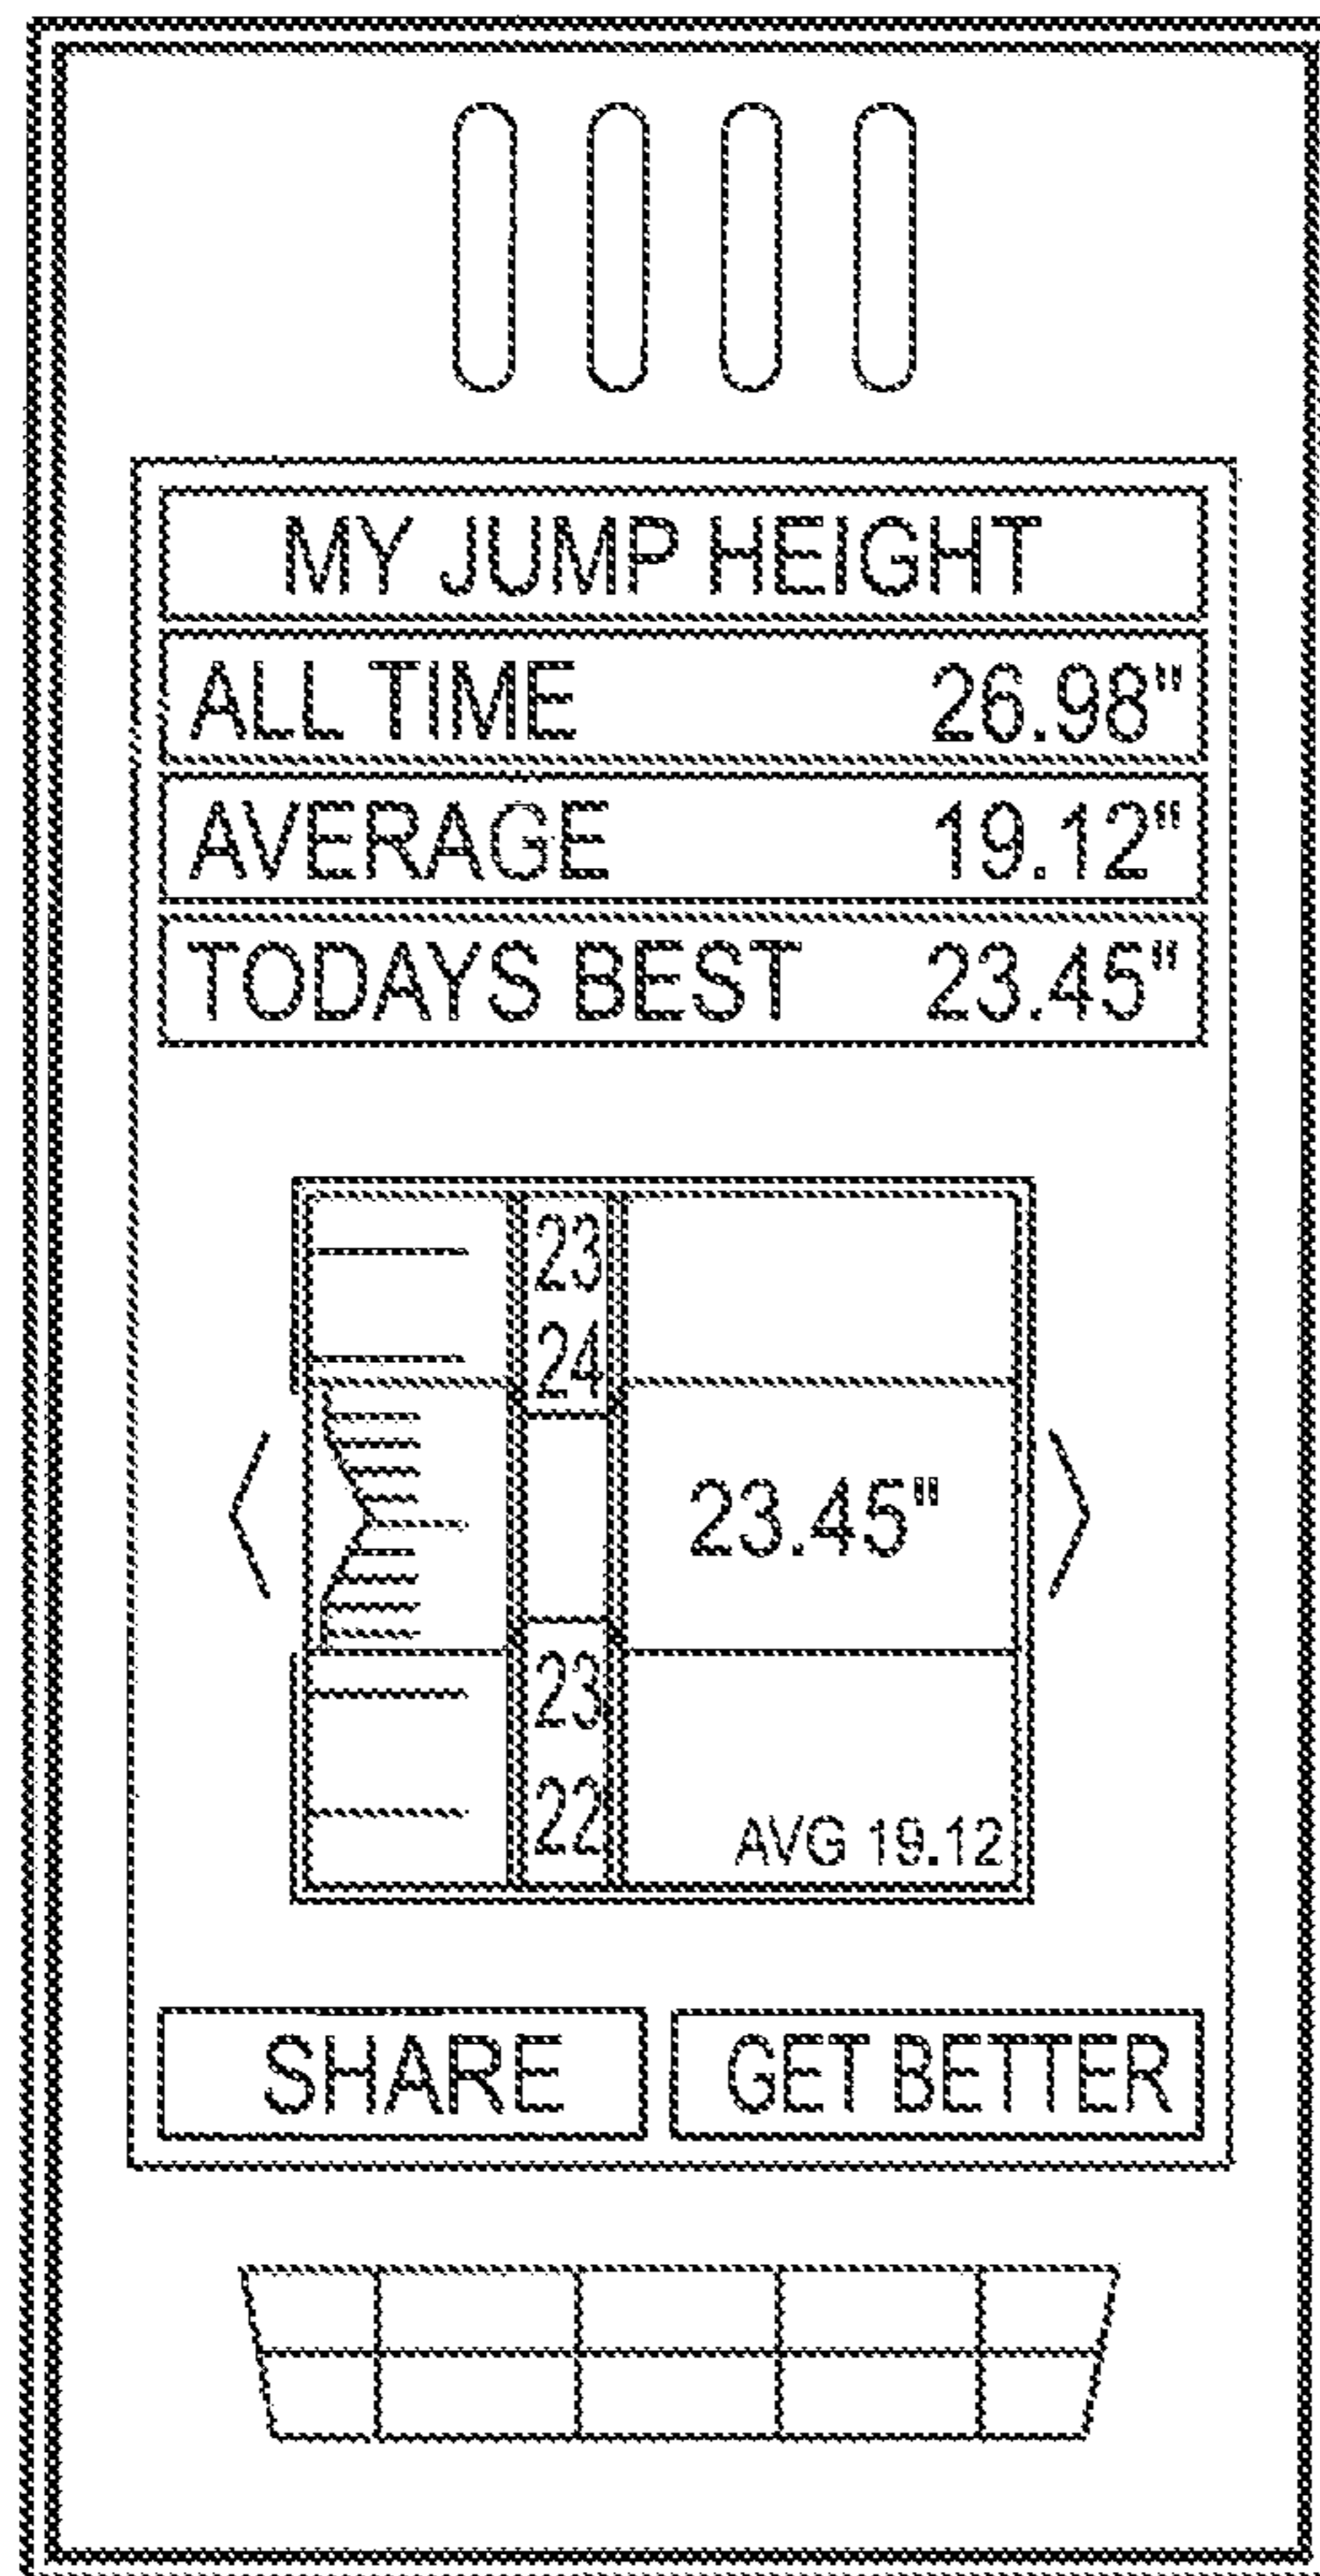 MY JUMP HEIGHT
ALL TIME 26.98"
AVERAGE 19.12"
TODAYS BEST 23.45"
23
24
23.45"
23
22
AVG 19.12
SHARE GET BETTER